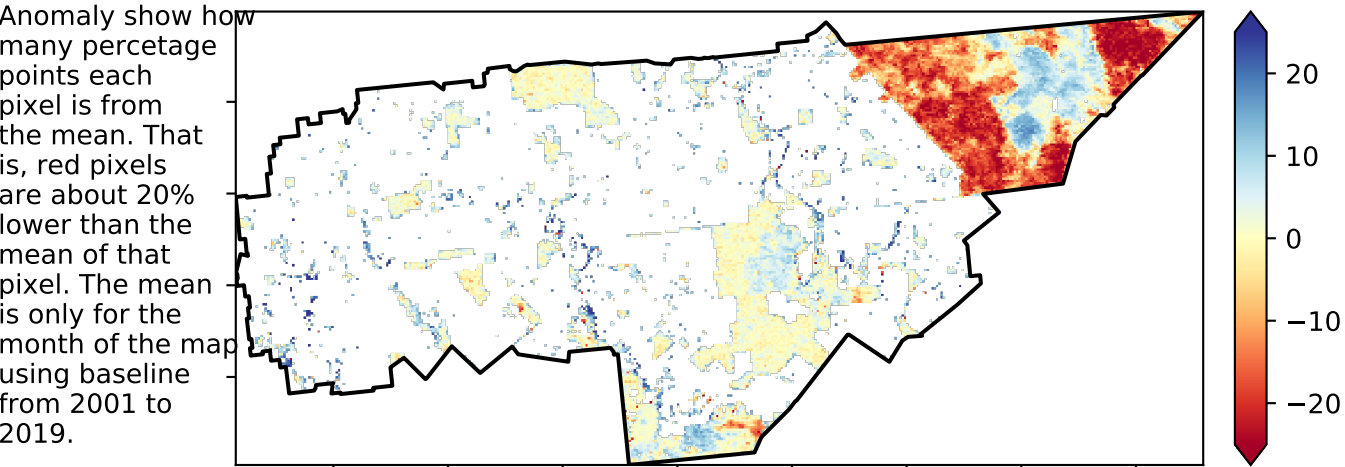 Anomaly show how
many percetage
points each
pixel is from
the mean. That
is, red pixels
are about 20%
lower than the
mean of that
pixel. The mean
is only for the
month of the map
using baseline
from 2001 to
2019.
20
10
0
−10
−20